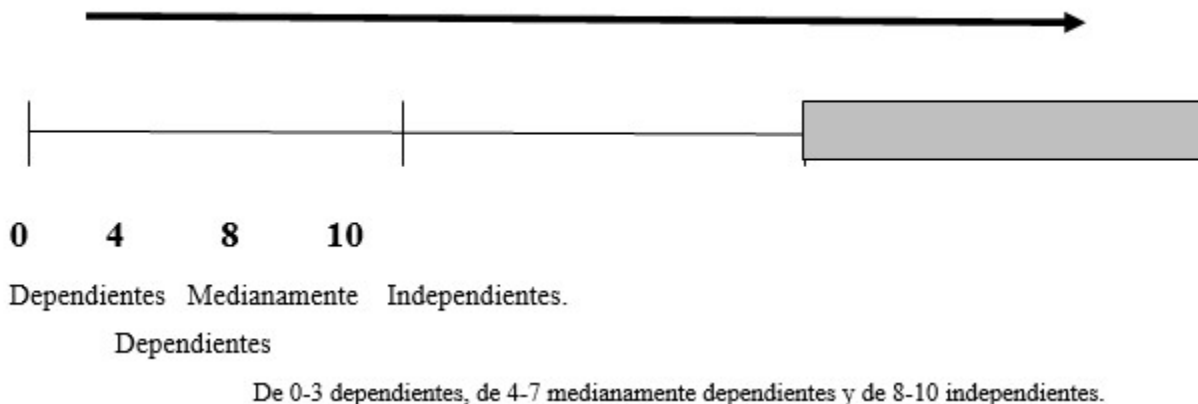 0 4 8 10
Dependientes Medianamente Independientes.
Dependientes
De 0-3 dependientes, de 4-7 medianamente dependientes y de 8-10 independientes.